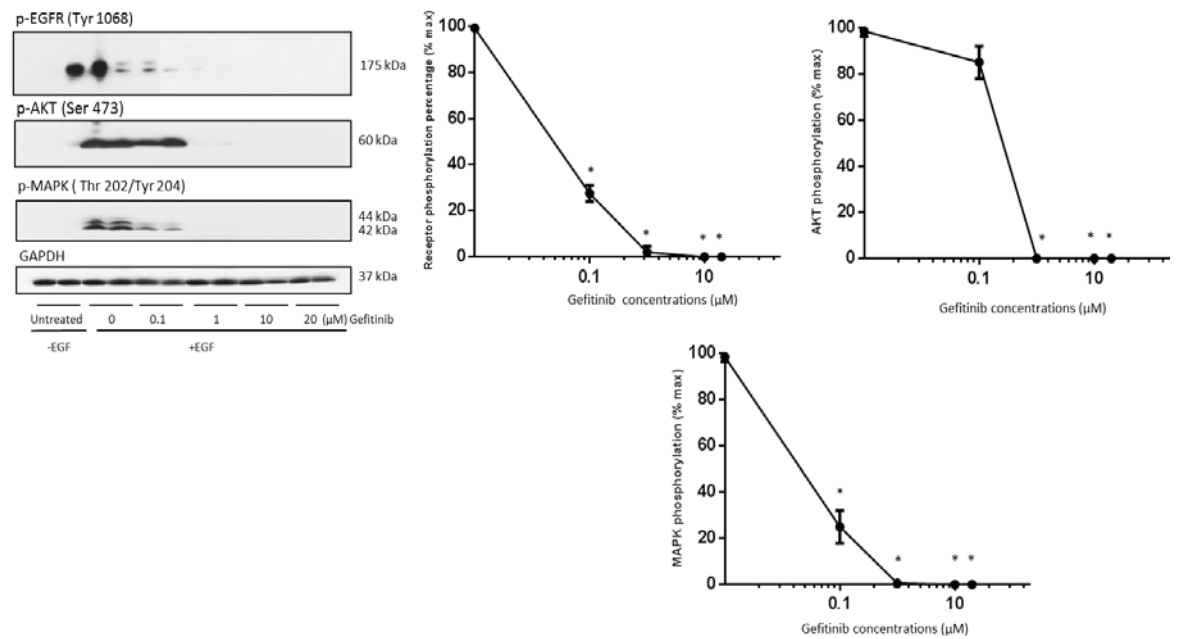 p-EGFR (Tyr 1068)
175 kDa
p-AKT (Ser 473)
60 kDa
p-MAPK ( Thr 202/Tyr 204)
44 kDa
42 kDa
GAPDH
37 kDa
Untreated 0 0.1 1 10 20 (µM) Gefitinib
-EGF +EGF
Receptor phosphorylation percentage (% max)
100
80
60
40
20
0
* * * *
0.1 10
Gefitinib concentrations (µM)
AKT phosphorylation (% max)
100
80
60
40
20
0
* * *
0.1 10
Gefitinib concentrations (µM)
MAPK phosphorylation (% max)
100
80
60
40
20
0
* * * *
0.1 10
Gefitinib concentrations (µM)